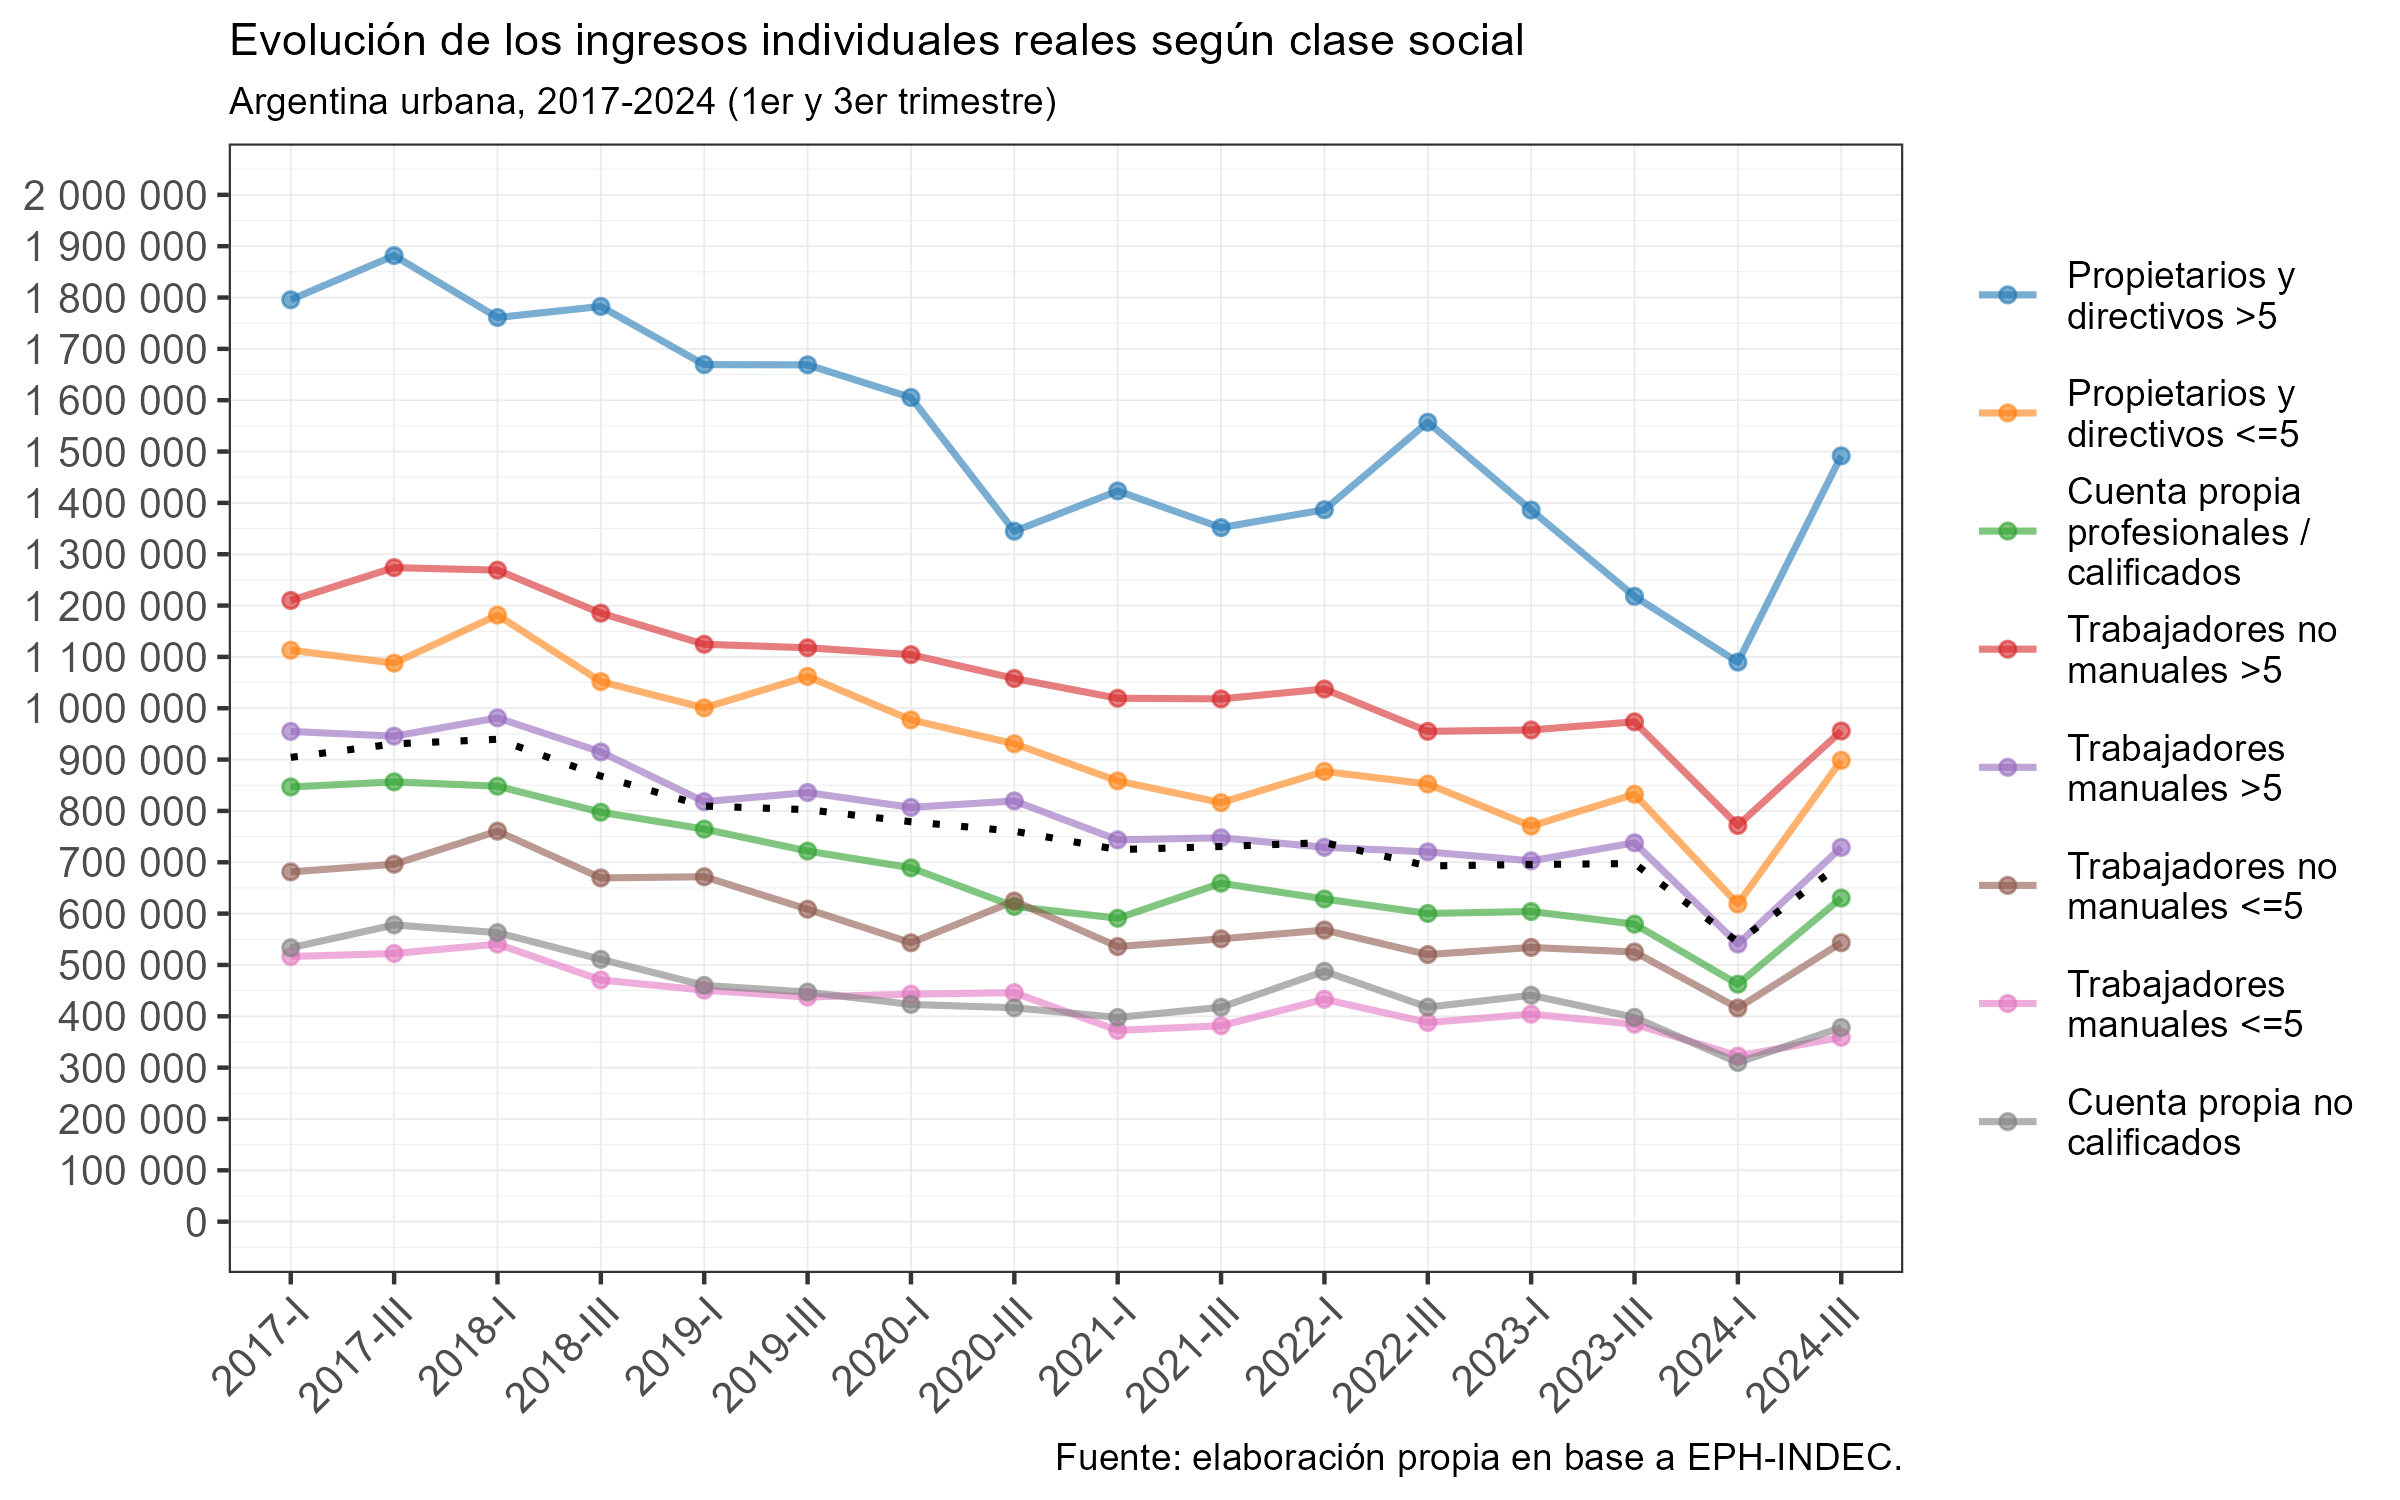 Evolución de los ingresos individuales reales según clase social
Argentina urbana, 2017-2024 (1er y 3er trimestre)
2 000 000
1 900 000
1 800 000
1 700 000
1 600 000
1 500 000
1 400 000
1 300 000
1 200 000
1 100 000
1 000 000
900 000
800 000
700 000
600 000
500 000
400 000
300 000
200 000
100 000
0
2017-I
2017-III
2018-I
2018-III
2019-I
2019-III
2020-I
2020-III
2021-I
2021-III
2022-I
2022-III
2023-I
2023-III
2024-I
2024-III
Propietarios y
directivos >5
Propietarios y
directivos <=5
Cuenta propia
profesionales /
calificados
Trabajadores no
manuales >5
Trabajadores
manuales >5
Trabajadores no
manuales <=5
Trabajadores
manuales <=5
Cuenta propia no
calificados
Fuente: elaboración propia en base a EPH-INDEC.